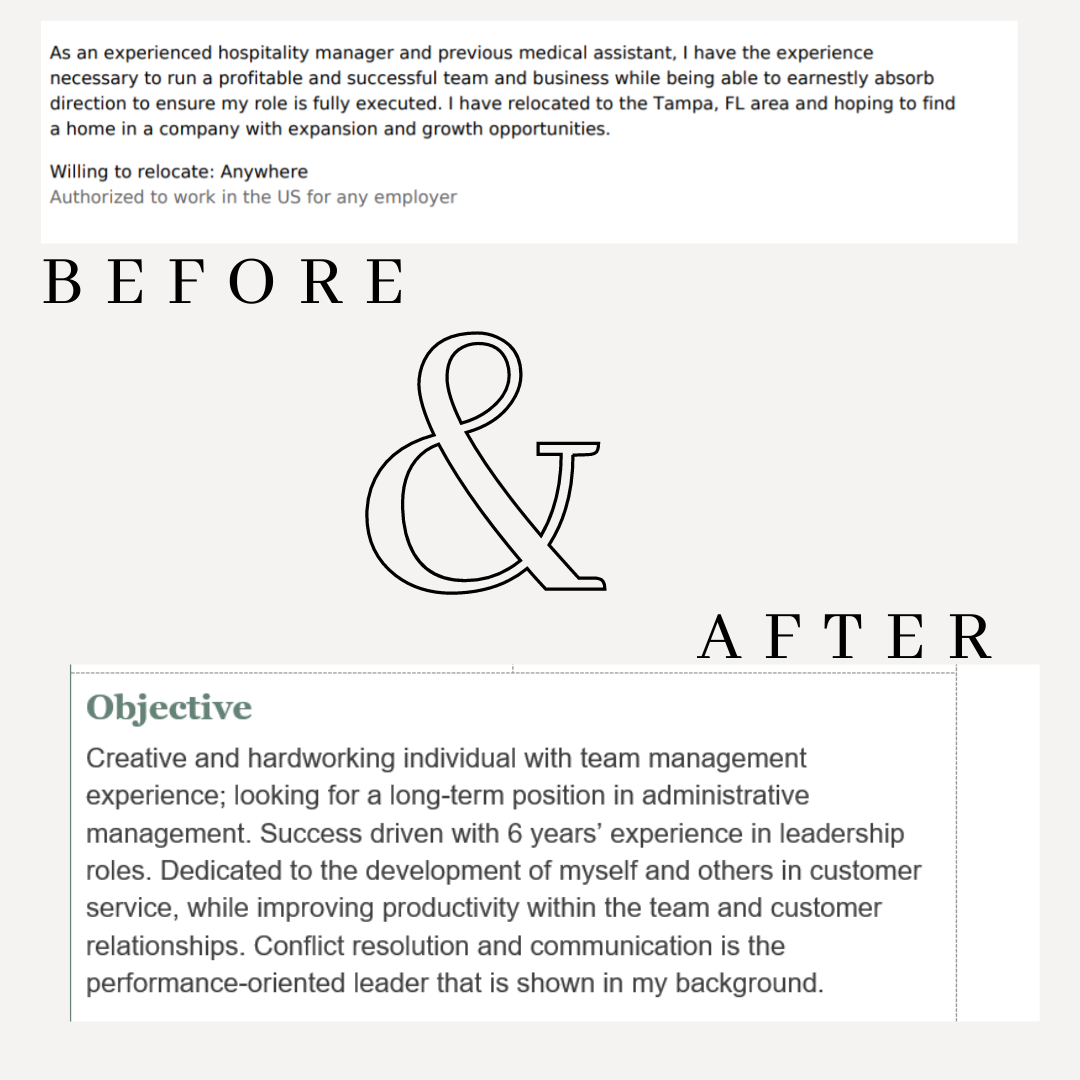 As an experienced hospitality manager and previous medical assistant, I have the experience
necessary to run a profitable and successful team and business while being able to earnestly absorb
direction to ensure my role is fully executed. I have relocated to the Tampa, FL area and hoping to find
a home in a company with expansion and growth opportunities.
Willing to relocate: Anywhere
Authorized to work in the US for any employer
BEFORE
&
AFTER
Objective
Creative and hardworking individual with team management
experience; looking for a long-term position in administrative
management. Success driven with 6 years’ experience in leadership
roles. Dedicated to the development of myself and others in customer
service, while improving productivity within the team and customer
relationships. Conflict resolution and communication is the
performance-oriented leader that is shown in my background.